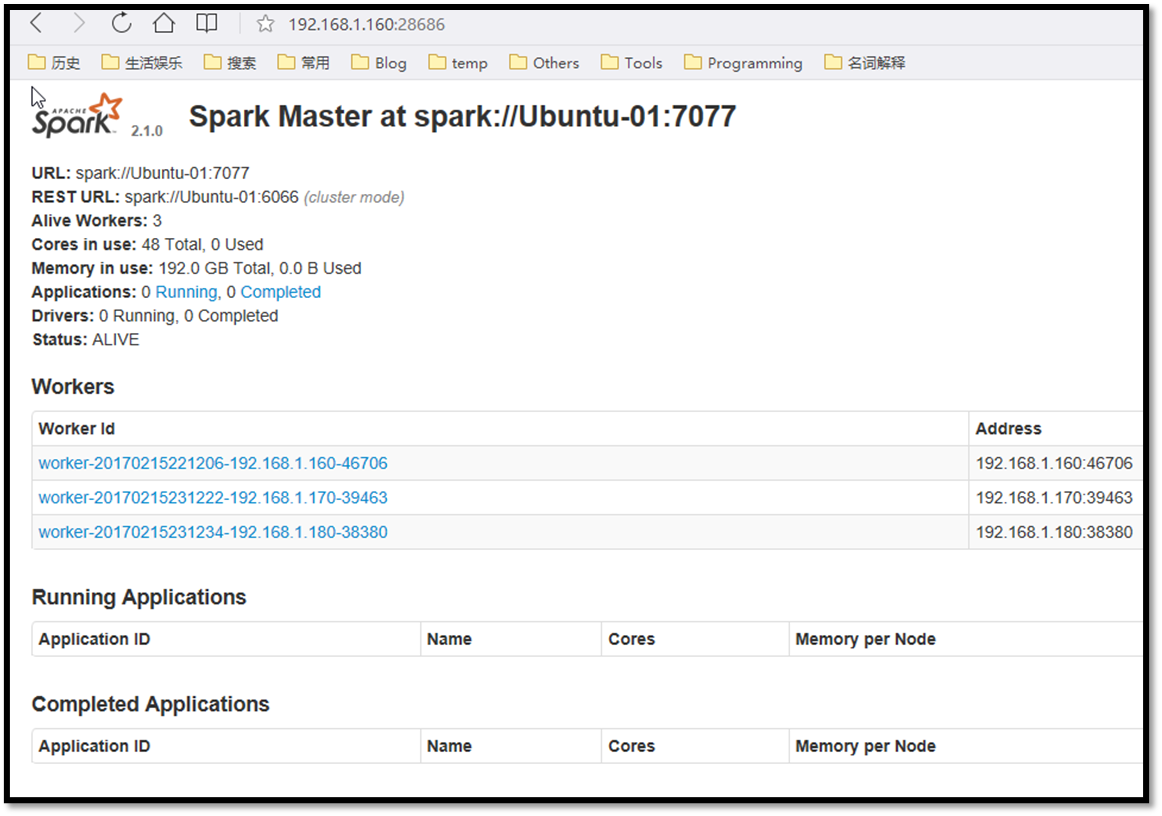 192.168.1.160:28686
历史 生活娱乐 搜索 常用 Blog temp Others Tools Programming 名词解释
APACHE Spark 2.1.0 Spark Master at spark://Ubuntu-01:7077
URL: spark://Ubuntu-01:7077
REST URL: spark://Ubuntu-01:6066 (cluster mode)
Alive Workers: 3
Cores in use: 48 Total, 0 Used
Memory in use: 192.0 GB Total, 0.0 B Used
Applications: 0 Running, 0 Completed
Drivers: 0 Running, 0 Completed
Status: ALIVE
Workers
Worker Id Address
worker-20170215221206-192.168.1.160-46706 192.168.1.160:46706
worker-20170215231222-192.168.1.170-39463 192.168.1.170:39463
worker-20170215231234-192.168.1.180-38380 192.168.1.180:38380
Running Applications
Application ID Name Cores Memory per Node
Completed Applications
Application ID Name Cores Memory per Node